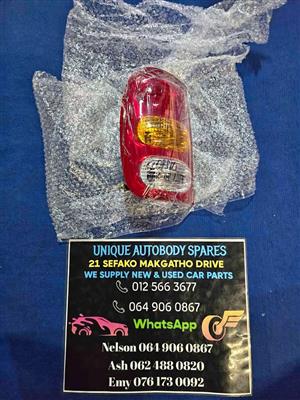 UNIQUE AUTOBODY SPARES
21 SEFAKO MAKGATHO DRIVE
WE SUPPLY NEW & USED CAR PARTS
012 566 3677
064 906 0867
WhatsApp
Nelson 064 906 0867
Ash 062 488 0820
Emy 076 173 0092